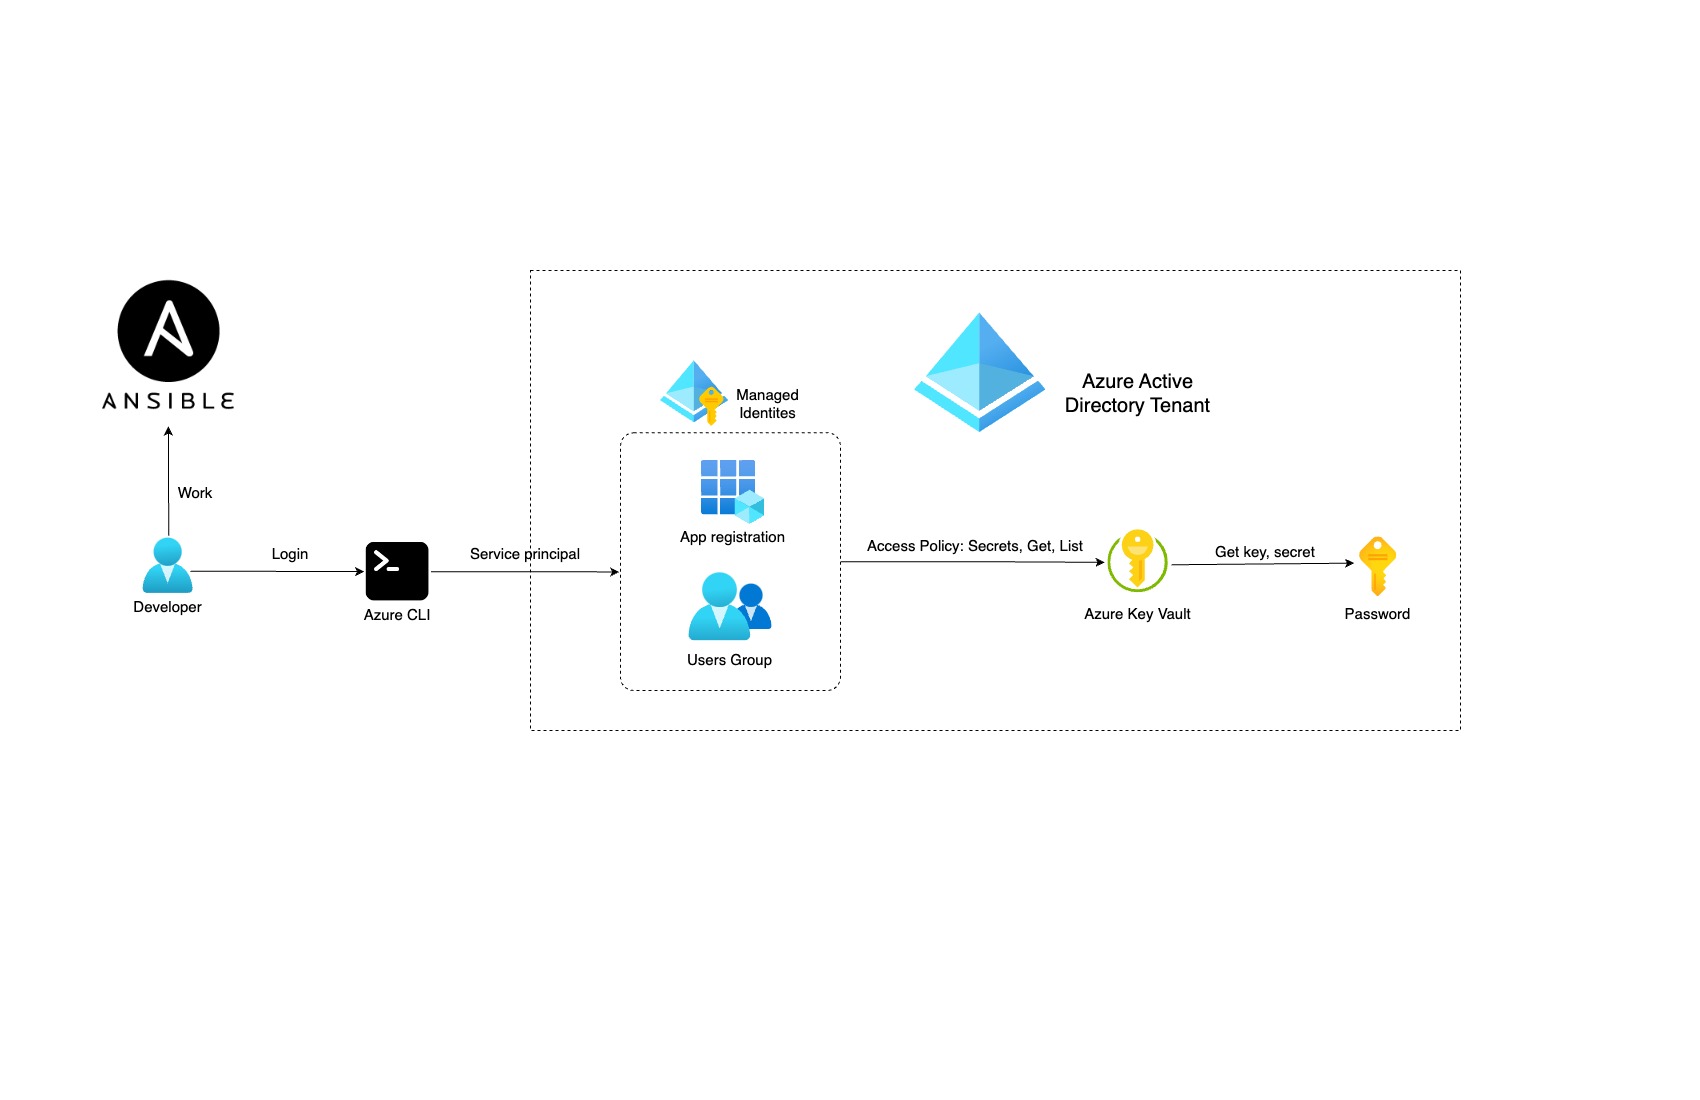 ANSIBLE
Work
Developer
Login
Azure CLI
Service principal
Managed
Identites
Azure Active
Directory Tenant
App registration
Users Group
Access Policy: Secrets, Get, List
Azure Key Vault
Get key, secret
Password